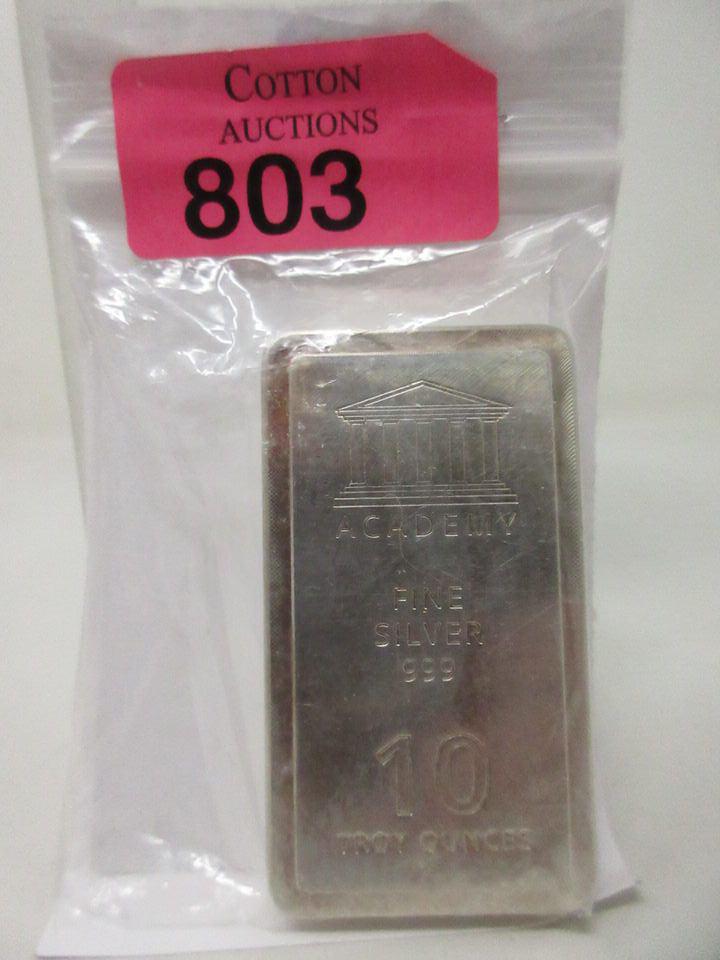 COTTON
AUCTIONS
803
ACADEMY
FINE
SILVER
999
10
TROY OUNCES